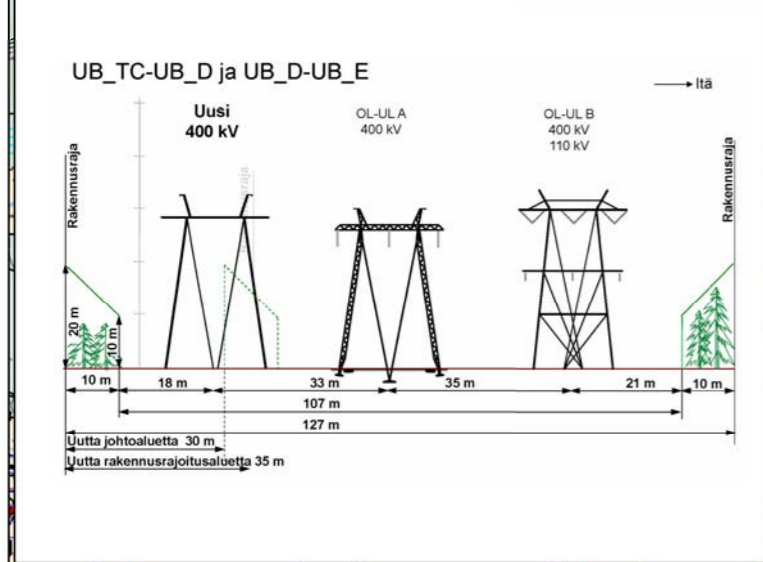 UB_TC-UB_D ja UB_D-UB_E
Itä
Uusi
400 kV
OL-UL A
400 kV
OL-UL B
400 kV
110 kV
Rakennusraja
Rakennusraja
20 m
10 m
10 m
18 m
33 m
35 m
21 m
10 m
107 m
127 m
Uutta johtoaluetta 30 m
Uutta rakennusrajoitusaluetta 35 m